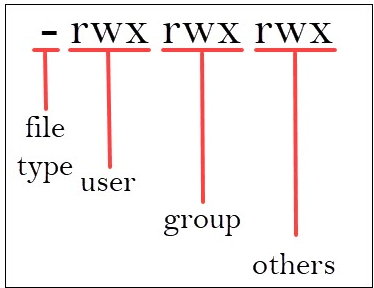 - rwx rwx rwx
file
type
user
group
others